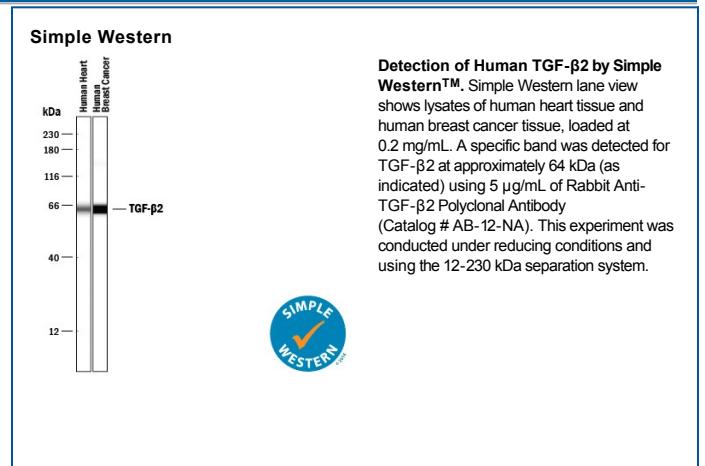 Simple Western
Human Heart
Human
Breast Cancer
kDa
230
180
116
66
TGF-β2
40
12
SIMPLE
WESTERN
Detection of Human TGF-β2 by Simple
Western™. Simple Western lane view
shows lysates of human heart tissue and
human breast cancer tissue, loaded at
0.2 mg/mL. A specific band was detected for
TGF-β2 at approximately 64 kDa (as
indicated) using 5 µg/mL of Rabbit Anti-
TGF-β2 Polyclonal Antibody
(Catalog # AB-12-NA). This experiment was
conducted under reducing conditions and
using the 12-230 kDa separation system.